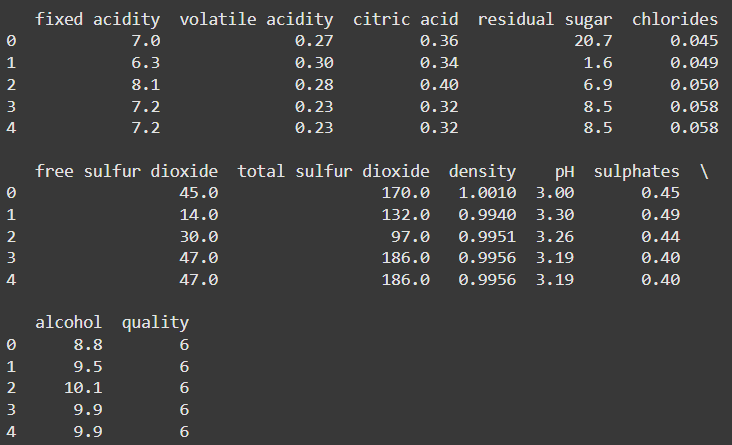 fixed acidity  volatile acidity  citric acid  residual sugar  chlorides
0            7.0              0.27         0.36            20.7      0.045
1            6.3              0.30         0.34             1.6      0.049
2            8.1              0.28         0.40             6.9      0.050
3            7.2              0.23         0.32             8.5      0.058
4            7.2              0.23         0.32             8.5      0.058
free sulfur dioxide  total sulfur dioxide  density    pH  sulphates  \
0                 45.0                 170.0   1.0010  3.00       0.45
1                 14.0                 132.0   0.9940  3.30       0.49
2                 30.0                  97.0   0.9951  3.26       0.44
3                 47.0                 186.0   0.9956  3.19       0.40
4                 47.0                 186.0   0.9956  3.19       0.40
alcohol  quality
0      8.8        6
1      9.5        6
2     10.1        6
3      9.9        6
4      9.9        6